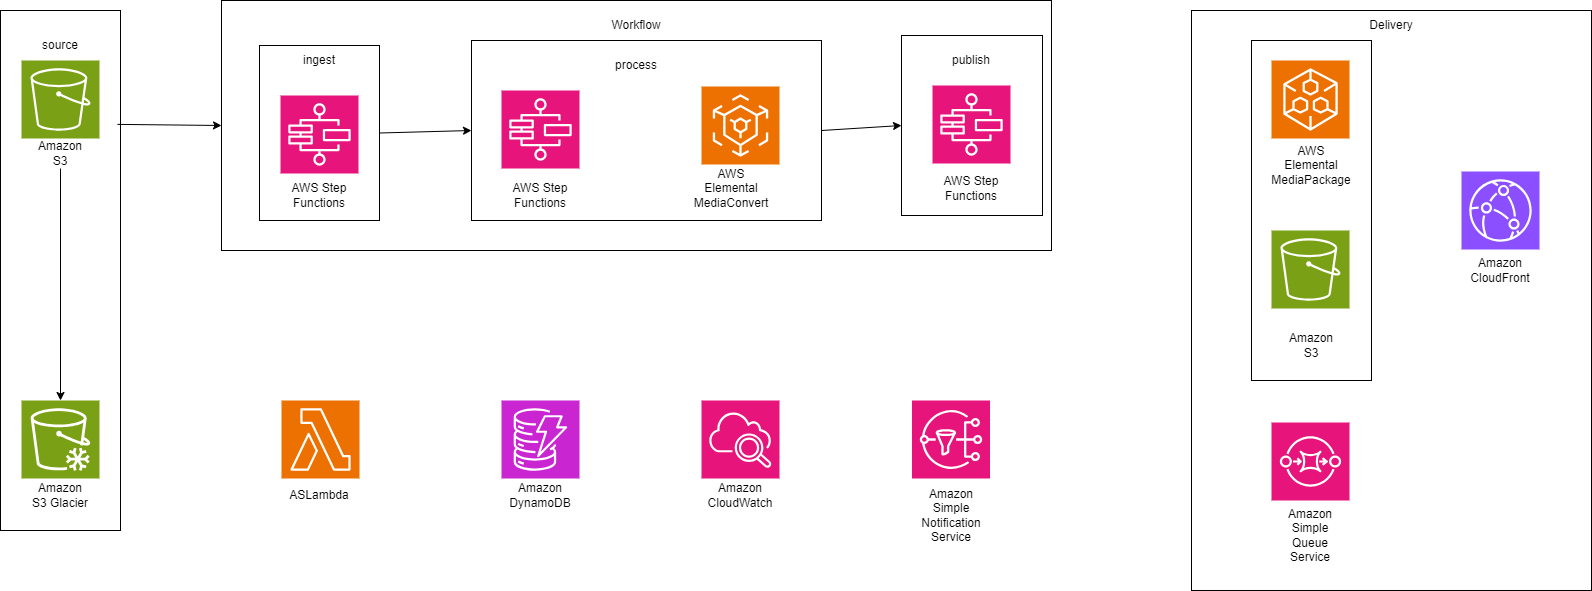 source
Amazon
S3
Amazon
S3 Glacier
Workflow
ingest
AWS Step
Functions
process
AWS Step
Functions
AWS
Elemental
MediaConvert
publish
AWS Step
Functions
ASLambda
Amazon
DynamoDB
Amazon
CloudWatch
Amazon
Simple
Notification
Service
Delivery
AWS
Elemental
MediaPackage
Amazon
S3
Amazon
CloudFront
Amazon
Simple
Queue
Service